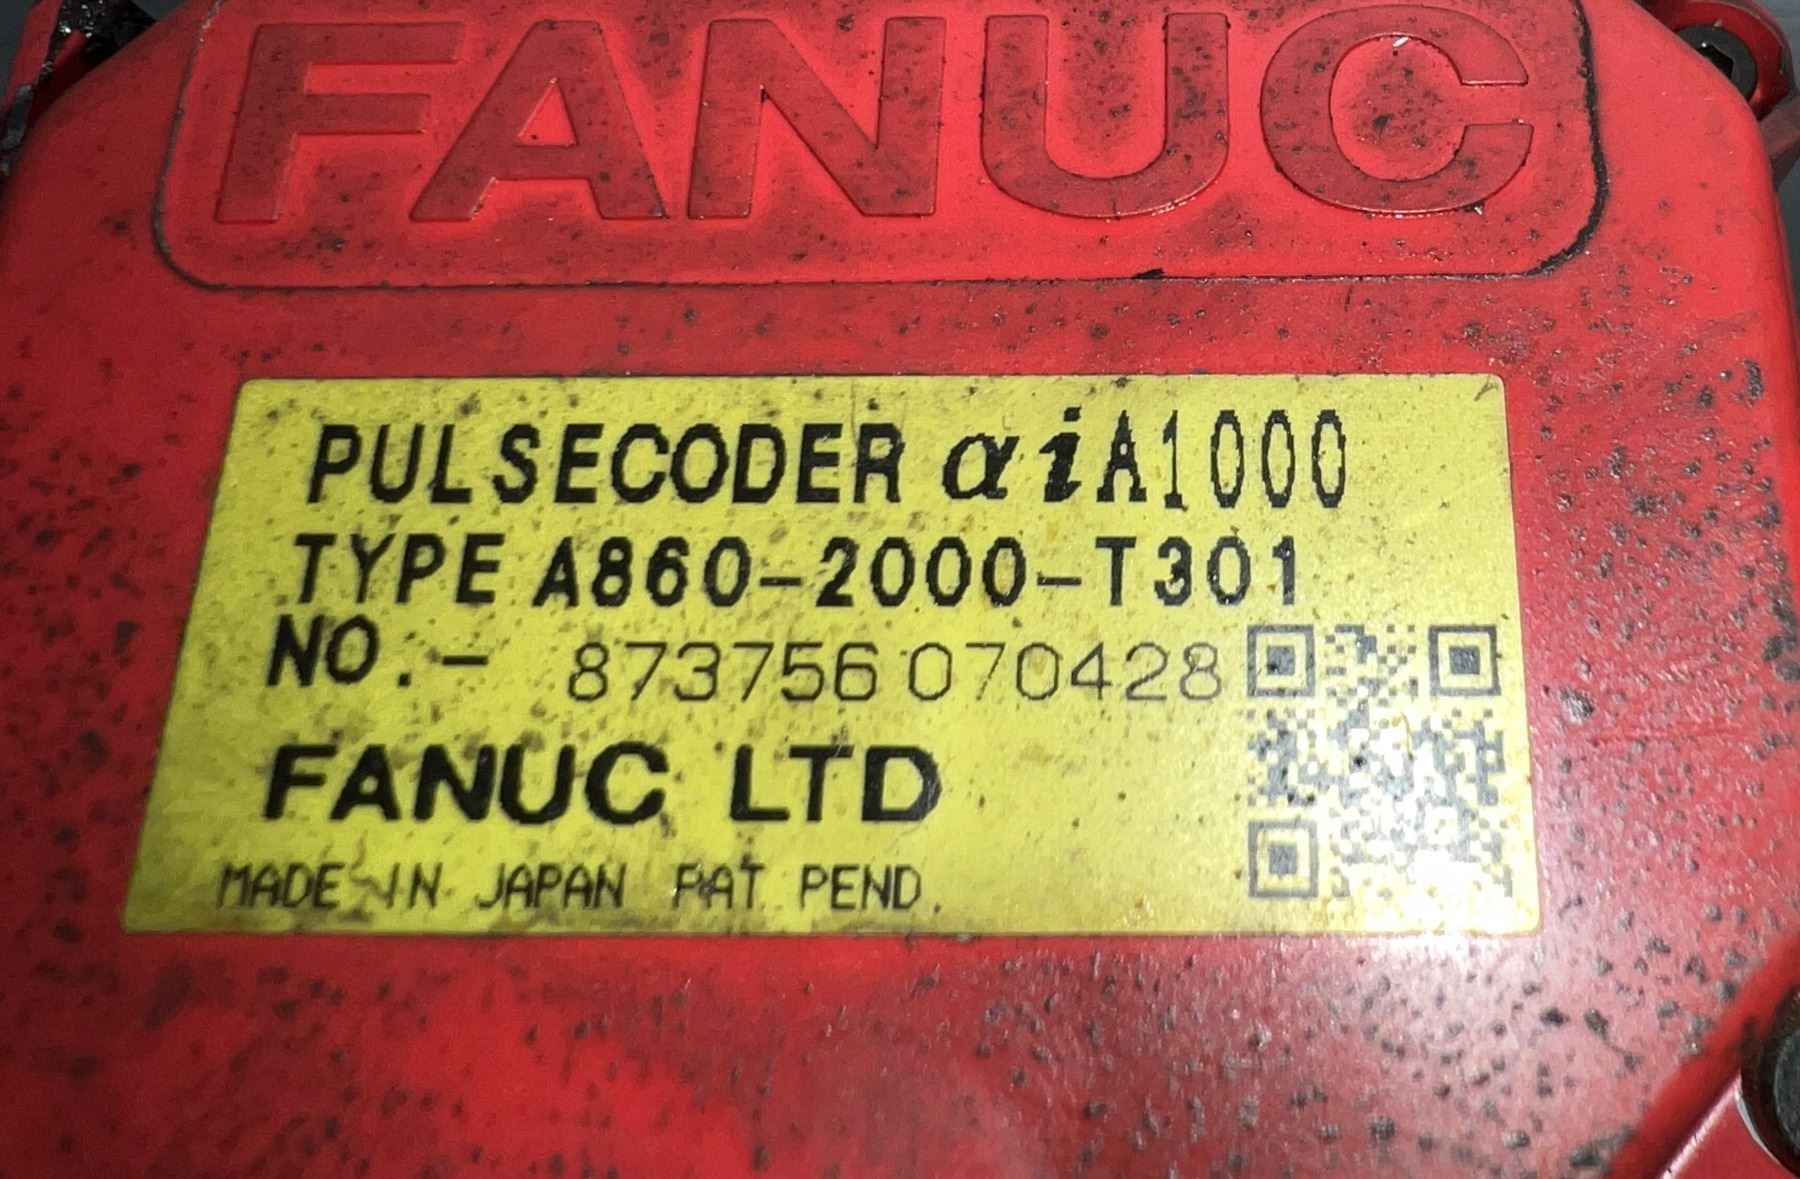 FANUC
PULSECODER αiA1000
TYPE A860-2000-T301
NO.- 873756 070428
FANUC LTD
MADE IN JAPAN PAT PEND.